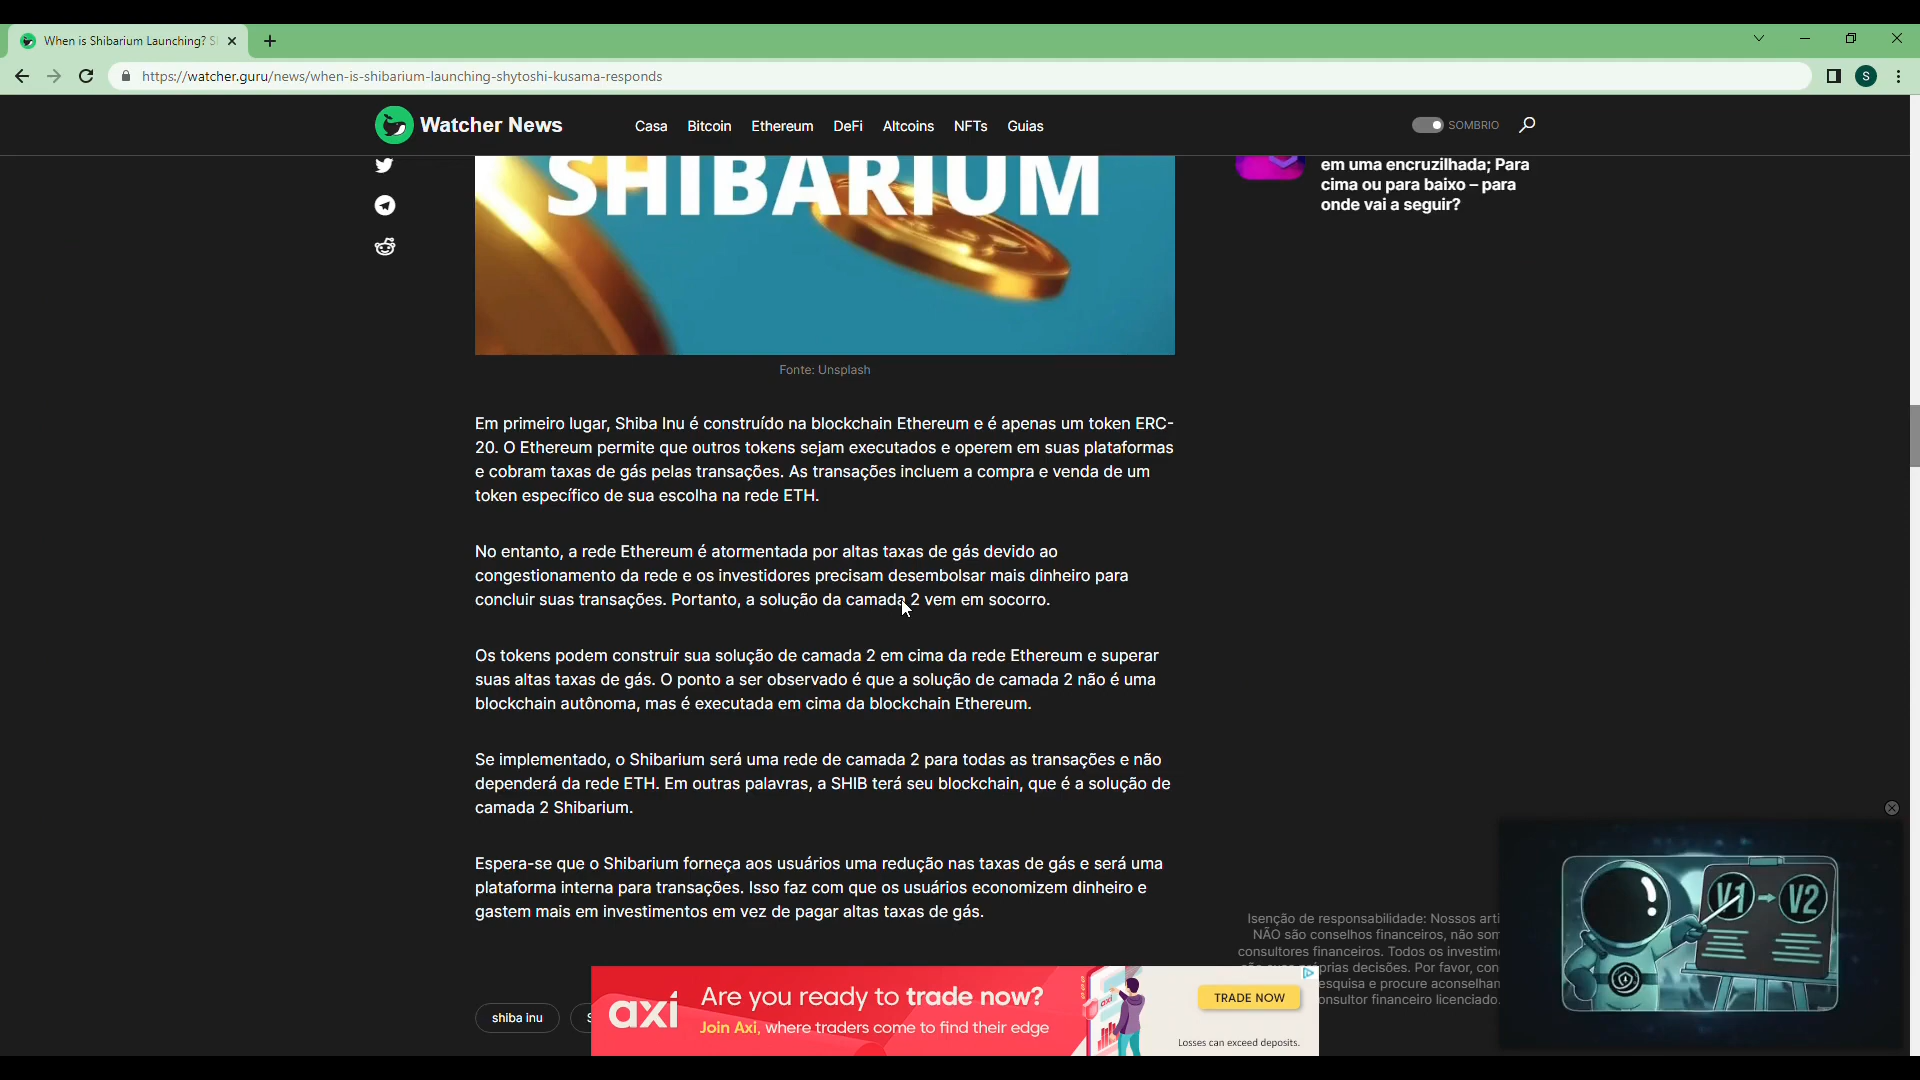 When is Shibarium Launching? S
S
https://watcher.guru/news/when-is-shibarium-launching-shytoshi-kusama-responds
Watcher News
Casa Bitcoin Ethereum DeFi Altcoins NFTs Guias
SOMBRIO
SHIBARIUM
em uma encruzilhada; Para
cima ou para baixo – para
onde vai a seguir?
Fonte: Unsplash
Em primeiro lugar, Shiba Inu é construído na blockchain Ethereum e é apenas um token ERC-
20. O Ethereum permite que outros tokens sejam executados e operem em suas plataformas
e cobram taxas de gás pelas transações. As transações incluem a compra e venda de um
token específico de sua escolha na rede ETH.
No entanto, a rede Ethereum é atormentada por altas taxas de gás devido ao
congestionamento da rede e os investidores precisam desembolsar mais dinheiro para
concluir suas transações. Portanto, a solução da camada 2 vem em socorro.
Os tokens podem construir sua solução de camada 2 em cima da rede Ethereum e superar
suas altas taxas de gás. O ponto a ser observado é que a solução de camada 2 não é uma
blockchain autônoma, mas é executada em cima da blockchain Ethereum.
Se implementado, o Shibarium será uma rede de camada 2 para todas as transações e não
dependerá da rede ETH. Em outras palavras, a SHIB terá seu blockchain, que é a solução de
camada 2 Shibarium.
Espera-se que o Shibarium forneça aos usuários uma redução nas taxas de gás e será uma
plataforma interna para transações. Isso faz com que os usuários economizem dinheiro e
gastem mais em investimentos em vez de pagar altas taxas de gás.
V1 V2
Isenção de responsabilidade: Nossos arti
NÃO são conselhos financeiros, não som
consultores financeiros. Todos os investime
prias decisões. Por favor, con
esquisa e procure aconselhan
onsultor financeiro licenciado.
shiba inu
axi
Are you ready to trade now?
Join Axi, where traders come to find their edge
axi
TRADE NOW
Losses can exceed deposits.